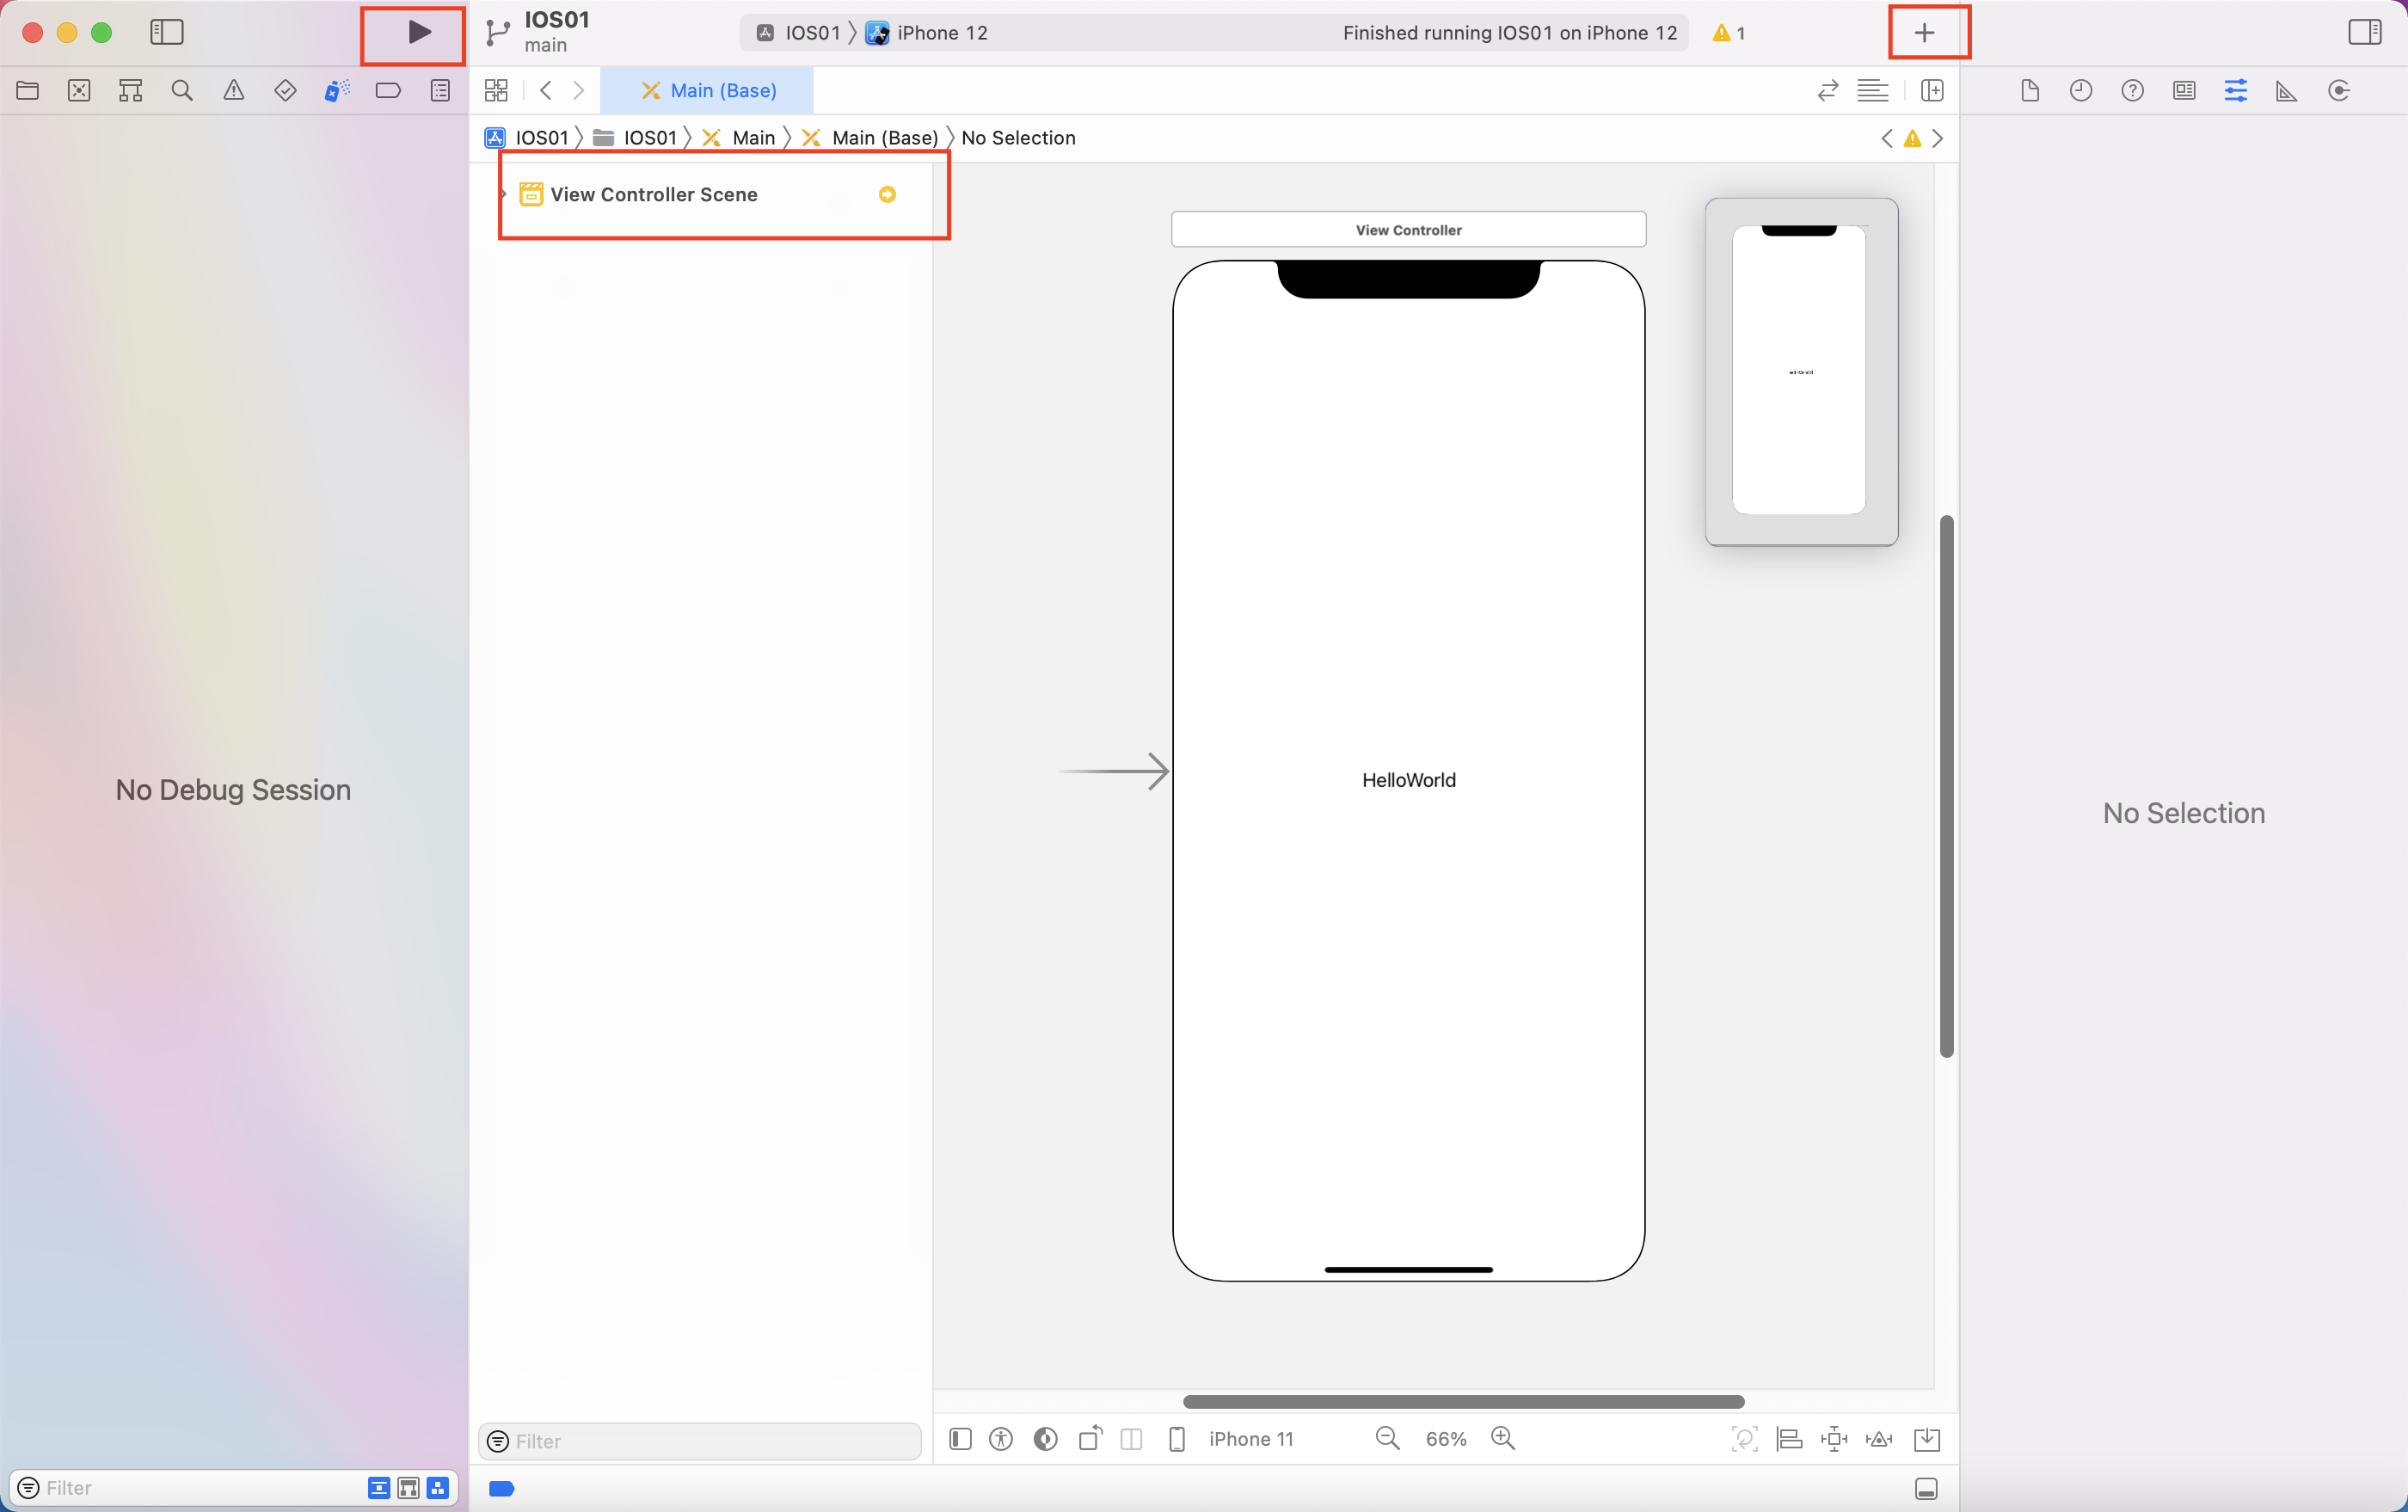 IOS01
main
IOS01
iPhone 12
Finished running IOS01 on iPhone 12
1
Main (Base)
IOS01
IOS01
Main
Main (Base)
No Selection
View Controller Scene
View Controller
HelloWorld
No Debug Session
No Selection
Filter
iPhone 11
66%
Filter